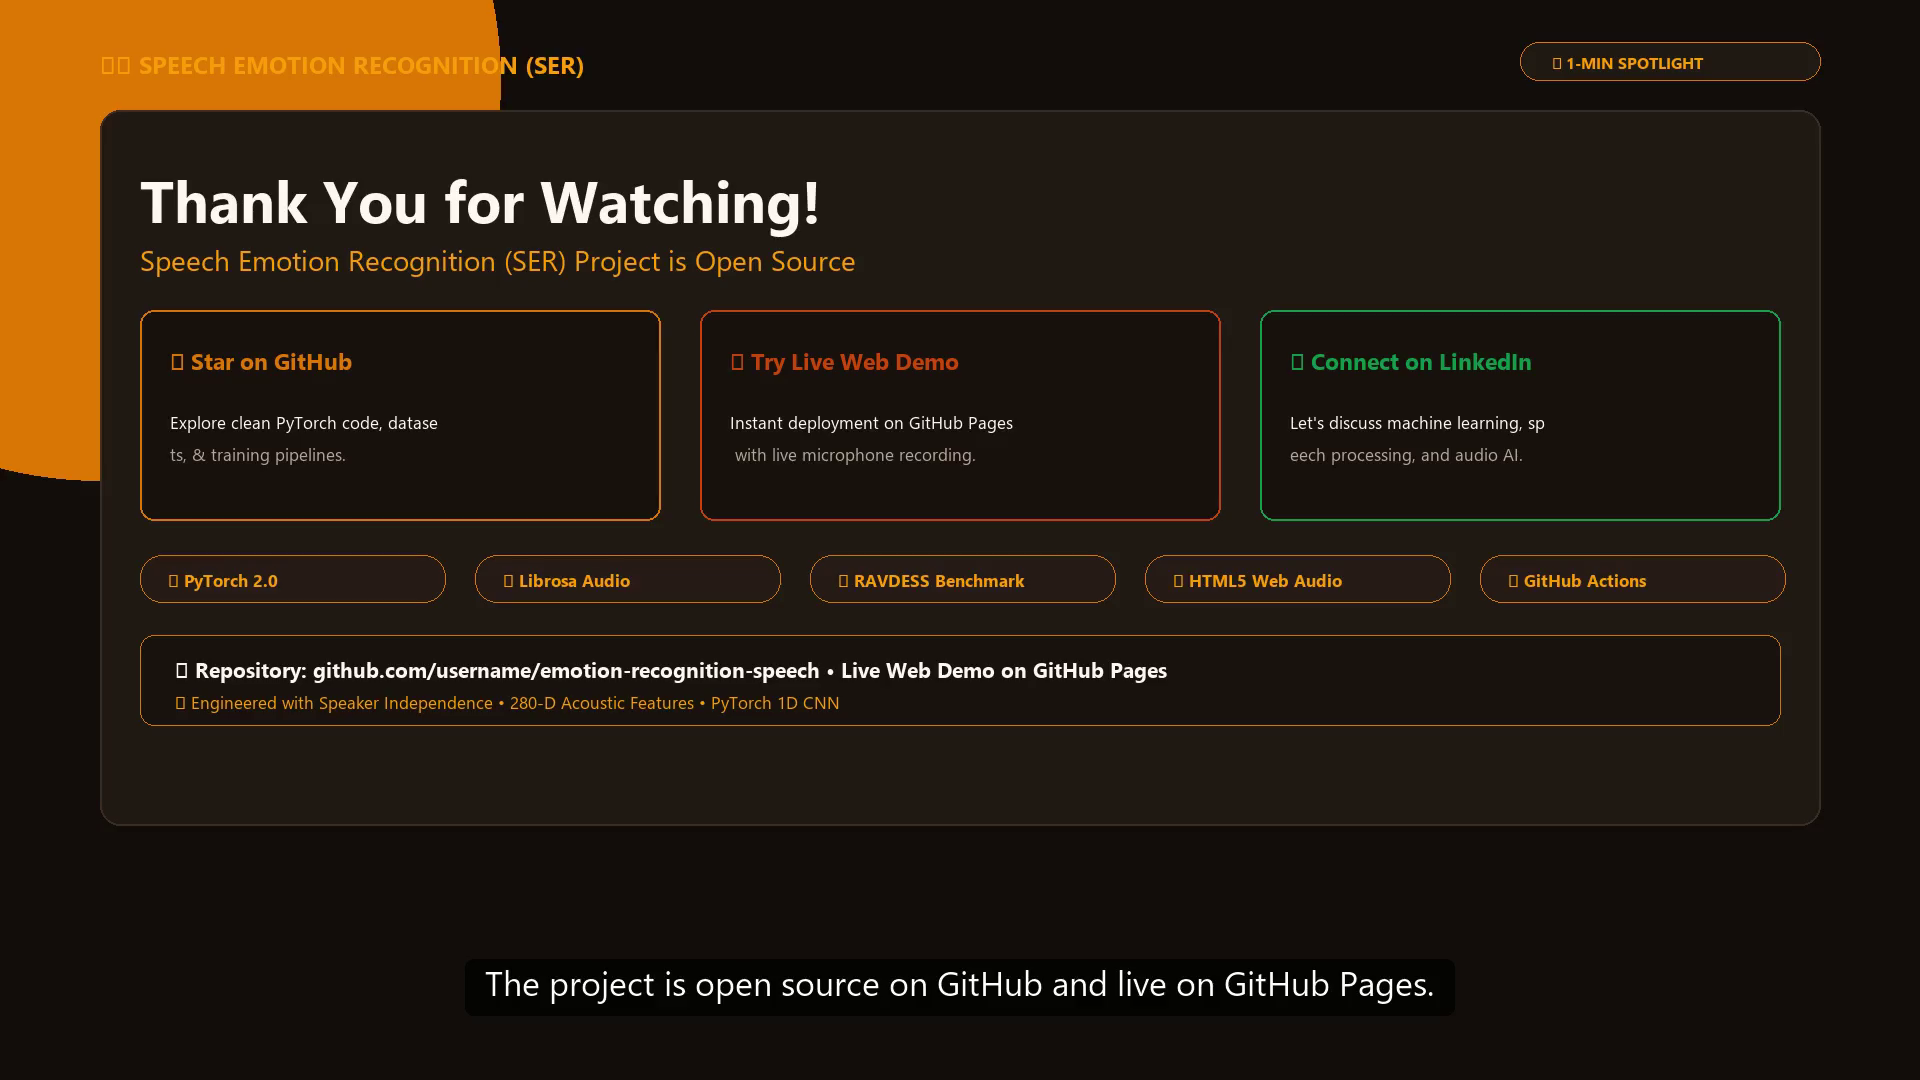 SPEECH EMOTION RECOGNITION (SER)
1-MIN SPOTLIGHT
Thank You for Watching!
Speech Emotion Recognition (SER) Project is Open Source
Star on GitHub
Explore clean PyTorch code, datase
ts, & training pipelines.
Try Live Web Demo
Instant deployment on GitHub Pages
with live microphone recording.
Connect on LinkedIn
Let's discuss machine learning, sp
eech processing, and audio AI.
PyTorch 2.0
Librosa Audio
RAVDESS Benchmark
HTML5 Web Audio
GitHub Actions
Repository: github.com/username/emotion-recognition-speech • Live Web Demo on GitHub Pages
Engineered with Speaker Independence • 280-D Acoustic Features • PyTorch 1D CNN
The project is open source on GitHub and live on GitHub Pages.